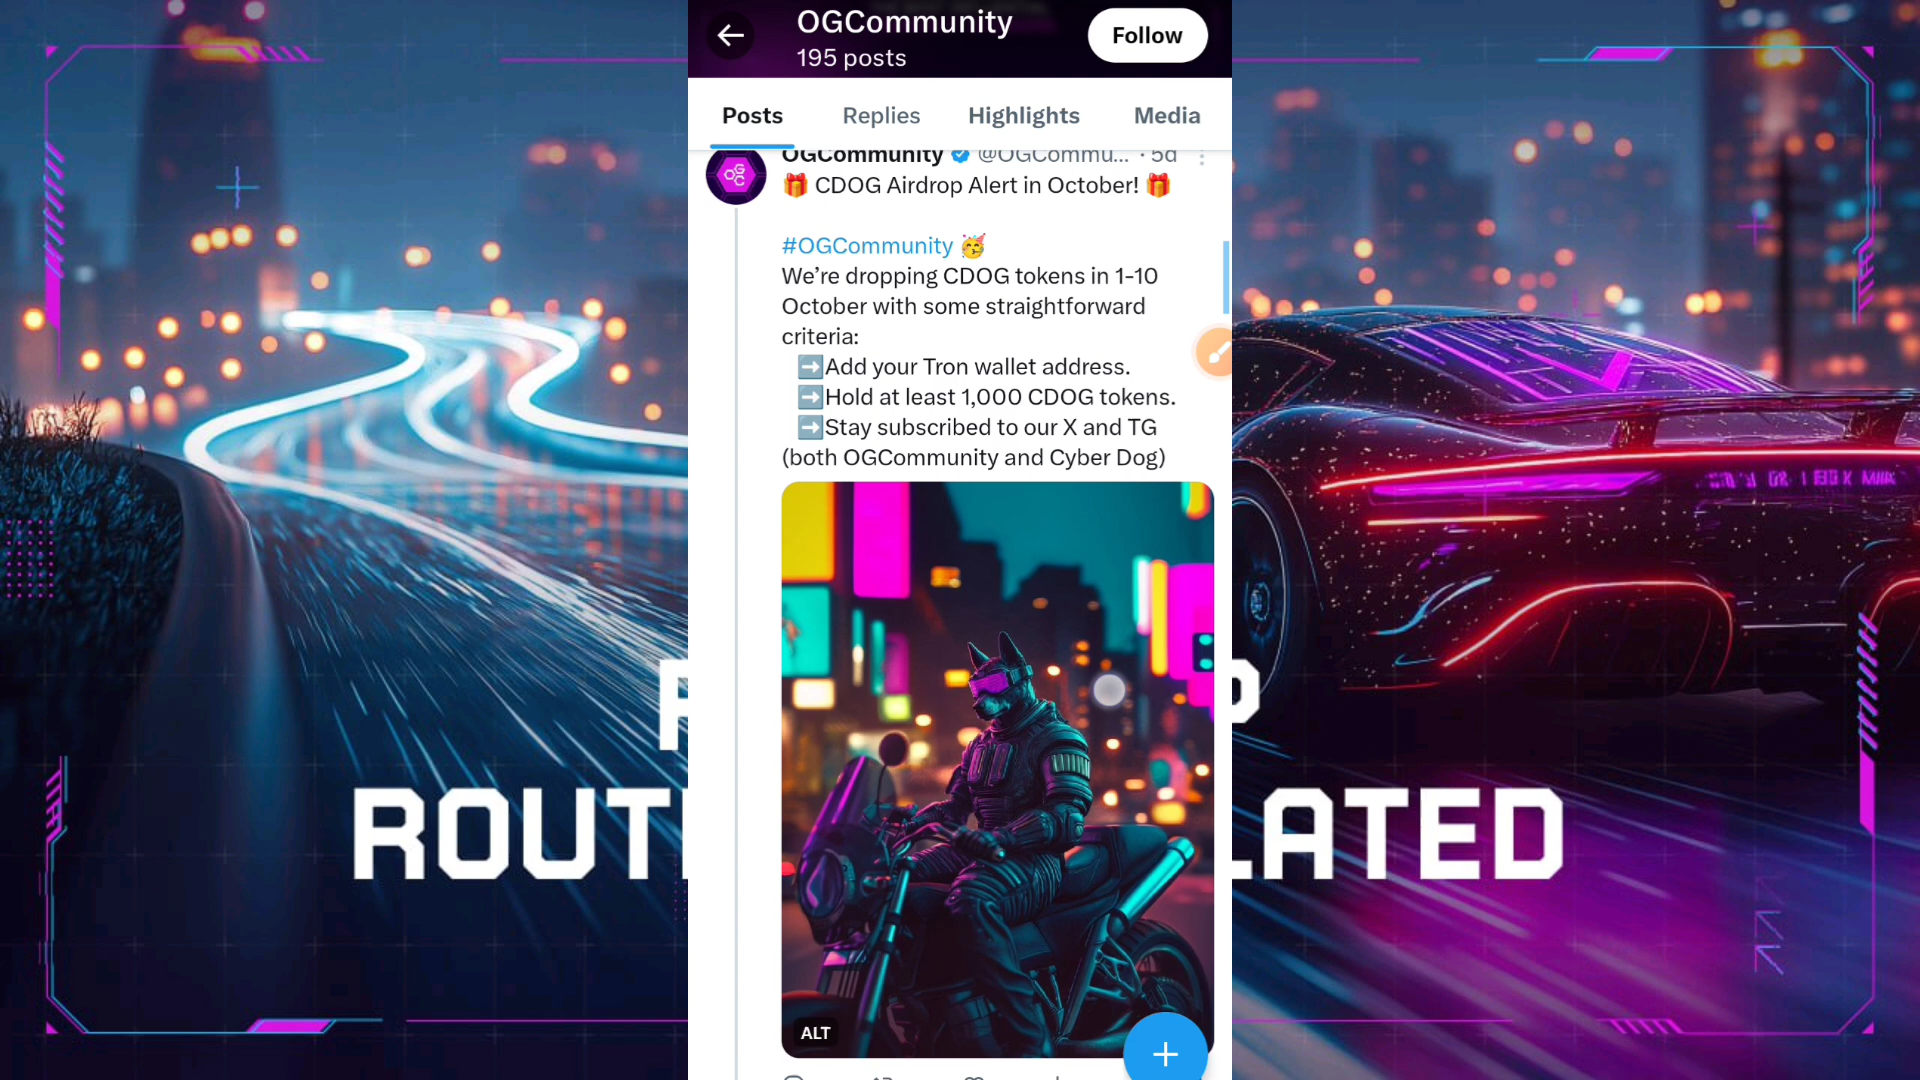 OGCommunity
195 posts
Follow
Posts Replies Highlights Media
OGCommunity @OGCommu... · 5d
🎁 CDOG Airdrop Alert in October! 🎁
#OGCommunity 🥳
We’re dropping CDOG tokens in 1-10
October with some straightforward
criteria:
➡️Add your Tron wallet address.
➡️Hold at least 1,000 CDOG tokens.
➡️Stay subscribed to our X and TG
(both OGCommunity and Cyber Dog)
ALT
ROUT
LATED